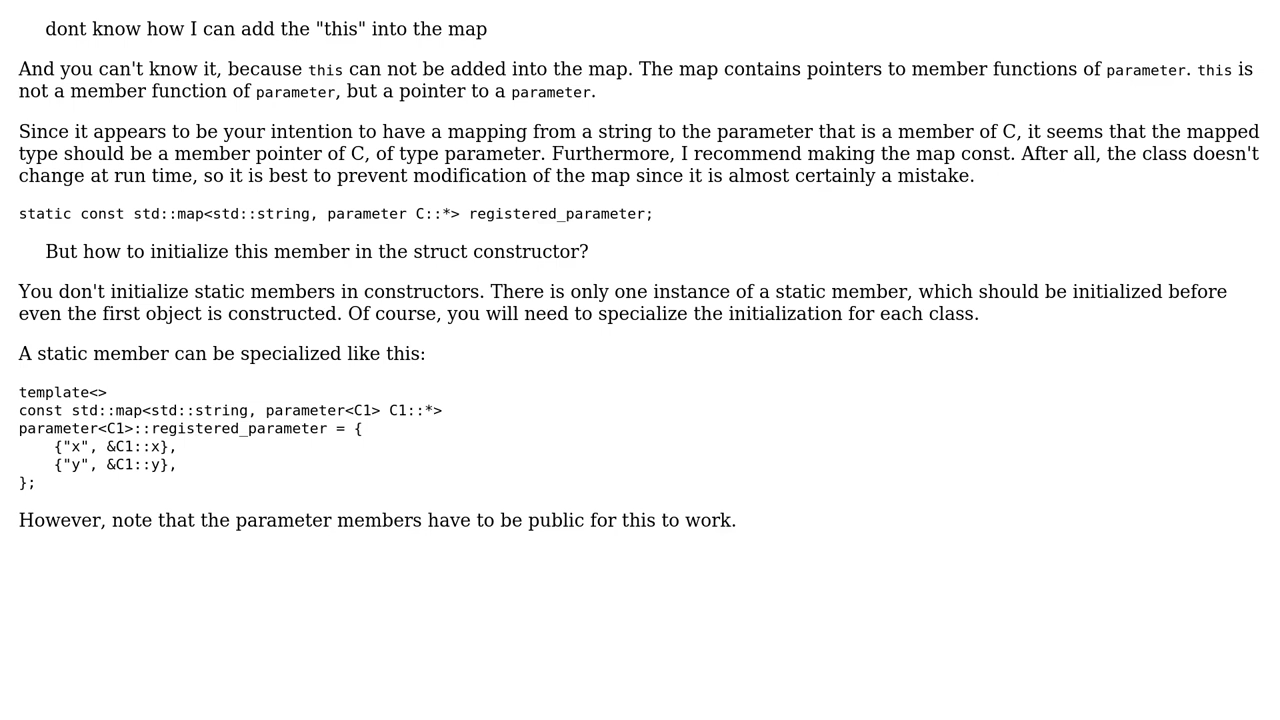 dont know how I can add the "this" into the map
And you can't know it, because this can not be added into the map. The map contains pointers to member functions of parameter. this is
not a member function of parameter, but a pointer to a parameter.
Since it appears to be your intention to have a mapping from a string to the parameter that is a member of C, it seems that the mapped
type should be a member pointer of C, of type parameter. Furthermore, I recommend making the map const. After all, the class doesn't
change at run time, so it is best to prevent modification of the map since it is almost certainly a mistake.
static const std::map<std::string, parameter C::*> registered_parameter;
But how to initialize this member in the struct constructor?
You don't initialize static members in constructors. There is only one instance of a static member, which should be initialized before
even the first object is constructed. Of course, you will need to specialize the initialization for each class.
A static member can be specialized like this:
template<>
const std::map<std::string, parameter<C1> C1::*>
parameter<C1>::registered_parameter = {
    {"x", &C1::x},
    {"y", &C1::y},
};
However, note that the parameter members have to be public for this to work.